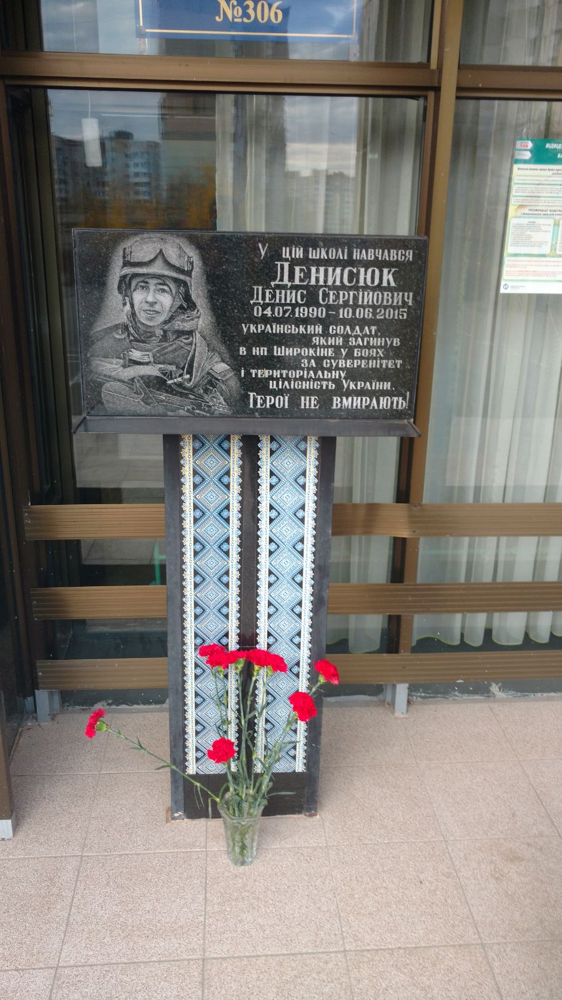 №306
У цій школі навчався
Денисюк
Денис Сергійович
04.07.1990 – 10.06.2015
український солдат,
який загинув
в нп Широкіне у боях
за суверенітет
і територіальну
цілісність України.
Герої не вмирають!